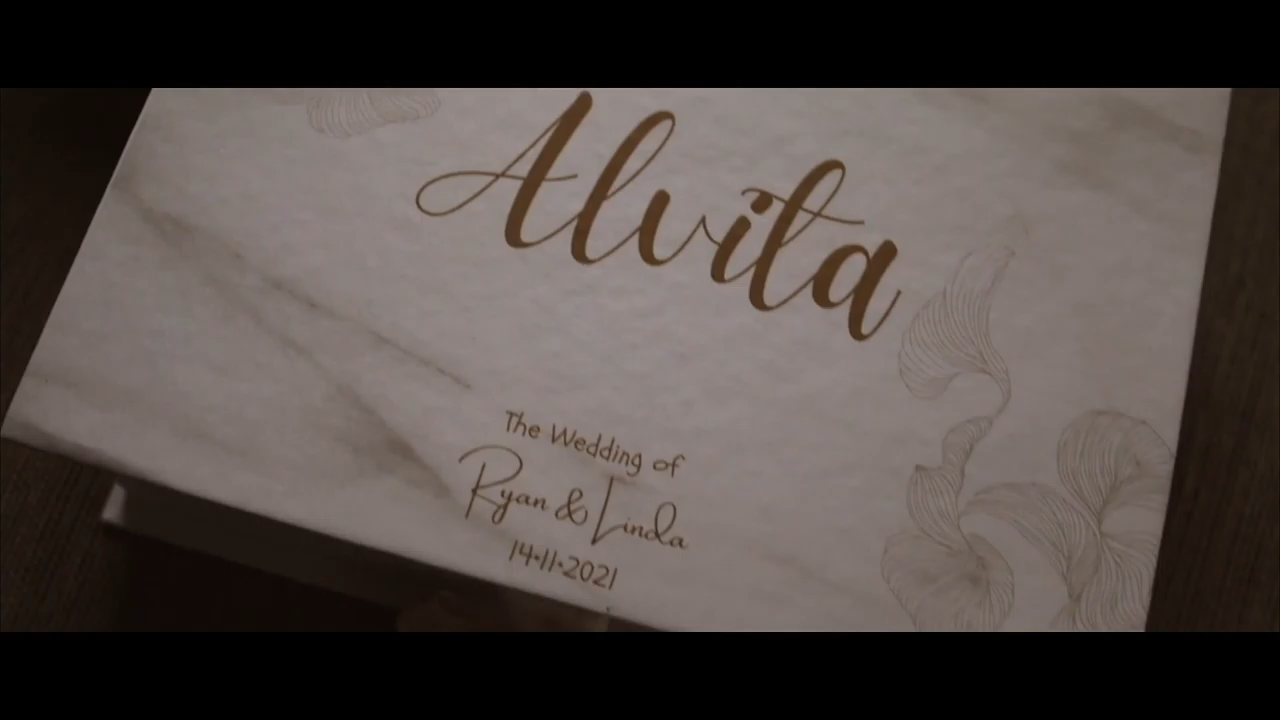 Alvita
The Wedding of
Ryan & Linda
14•11•2021